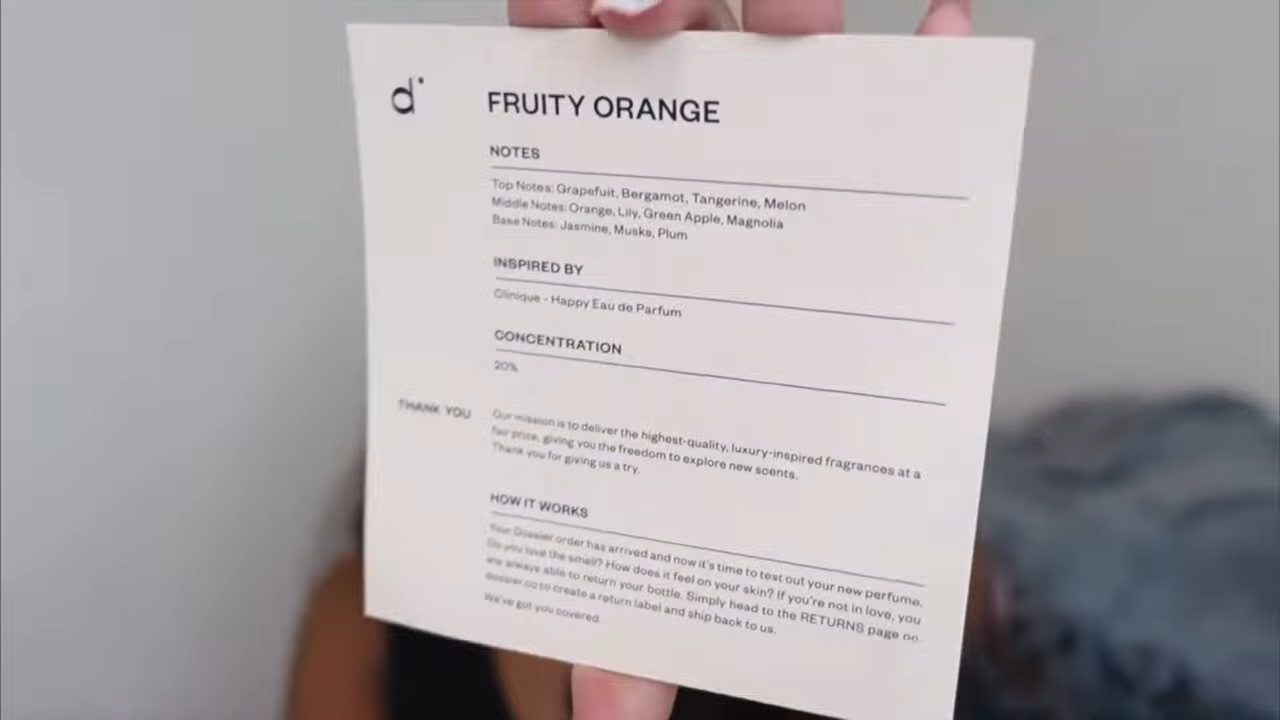 d'
FRUITY ORANGE
NOTES
Top Notes: Grapefuit, Bergamot, Tangerine, Melon
Middle Notes: Orange, Lily, Green Apple, Magnolia
Base Notes: Jasmine, Musks, Plum
INSPIRED BY
Clinique - Happy Eau de Parfum
CONCENTRATION
20%
THANK YOU
Our mission is to deliver the highest-quality, luxury-inspired fragrances at a
fair price, giving you the freedom to explore new scents.
Thank you for giving us a try.
HOW IT WORKS
Your Dossier order has arrived and now it's time to test out your new perfume.
Do you love the smell? How does it feel on your skin? If you're not in love, you
are always able to return your bottle. Simply head to the RETURNS page on
dossier.co to create a return label and ship back to us.
We've got you covered.